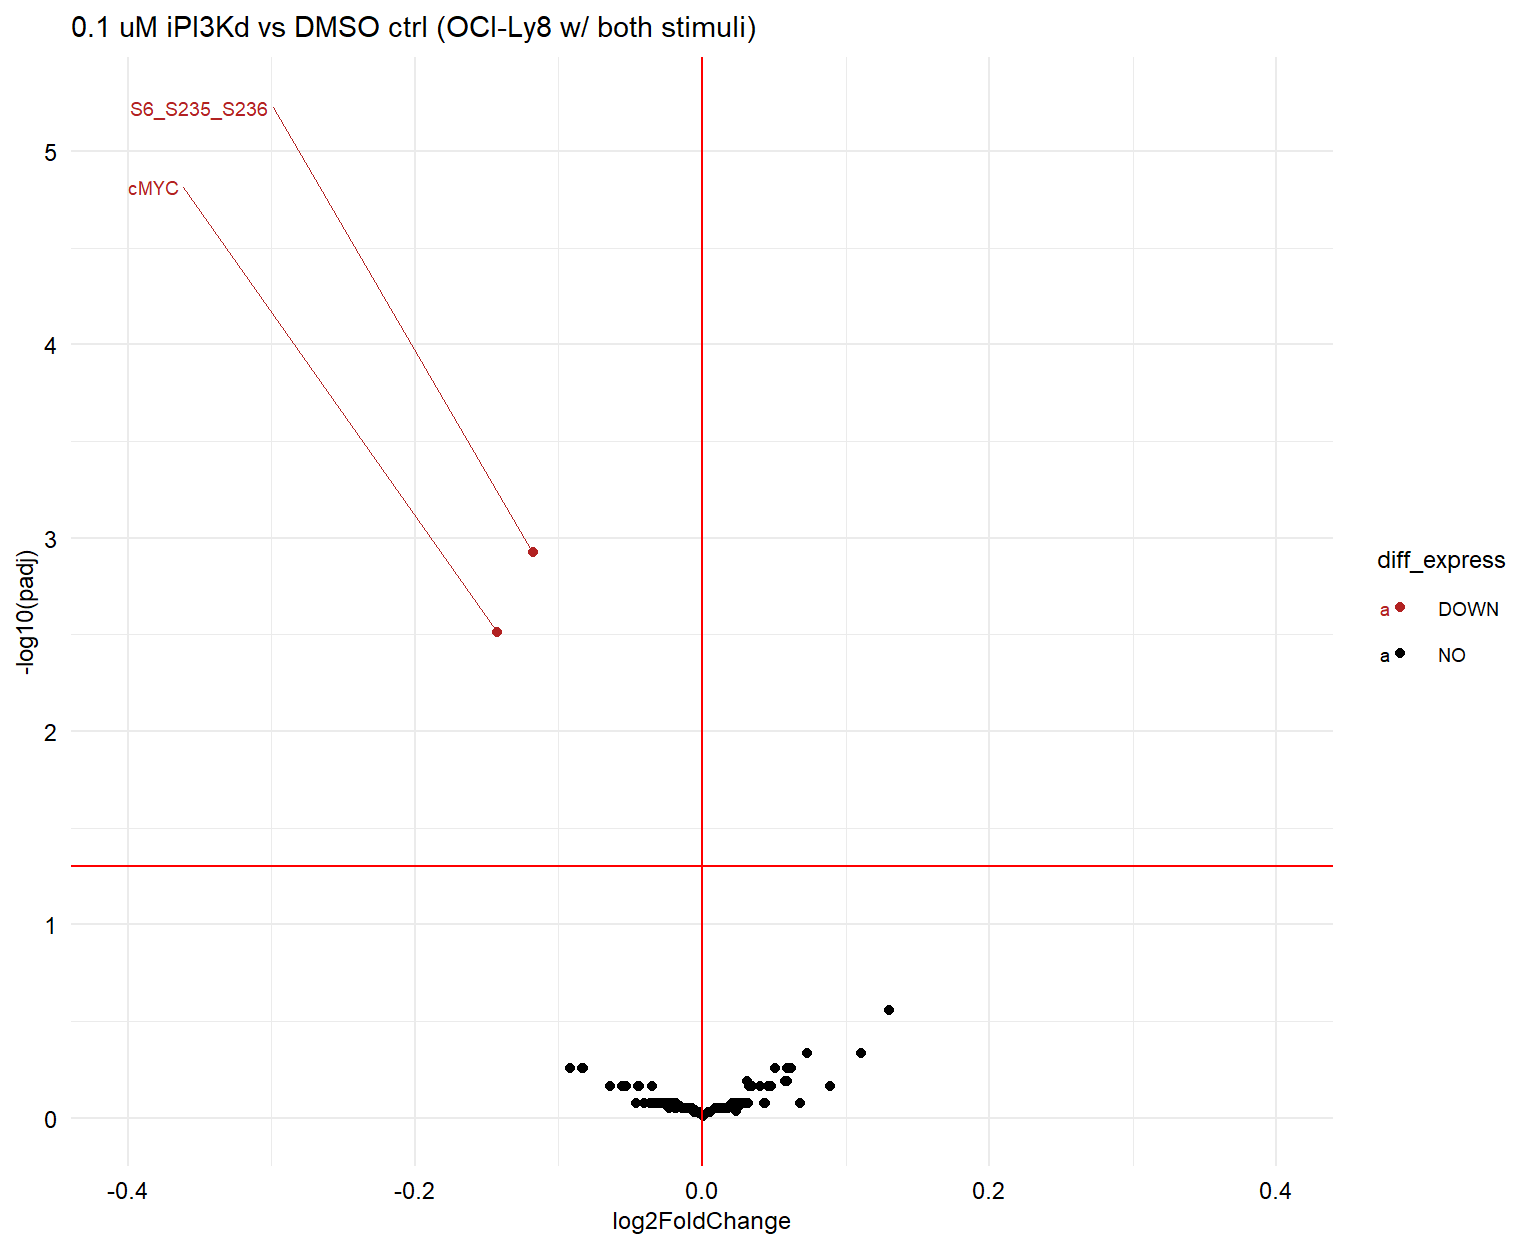 0.1 uM iPI3Kd vs DMSO ctrl (OCI-Ly8 w/ both stimuli)
S6_S235_S236
cMYC
5
4
3
2
1
0
-log10(padj)
-0.4
-0.2
0.0
0.2
0.4
log2FoldChange
diff_express
a DOWN
a NO